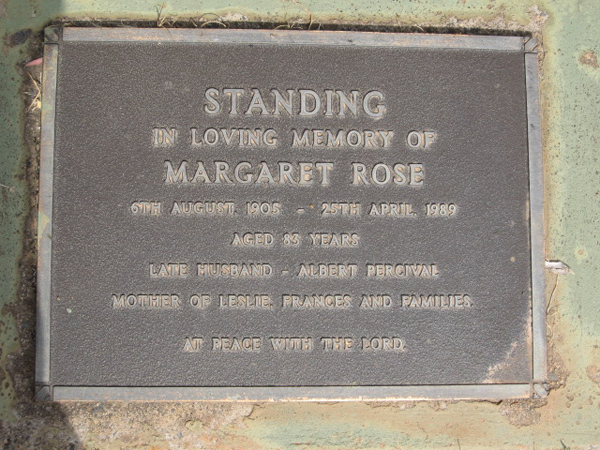 STANDING
IN LOVING MEMORY OF
MARGARET ROSE
6TH AUGUST, 1905 - 25TH APRIL, 1989
AGED 83 YEARS
LATE HUSBAND - ALBERT PERCIVAL
MOTHER OF LESLIE, FRANCES AND FAMILIES.
AT PEACE WITH THE LORD.